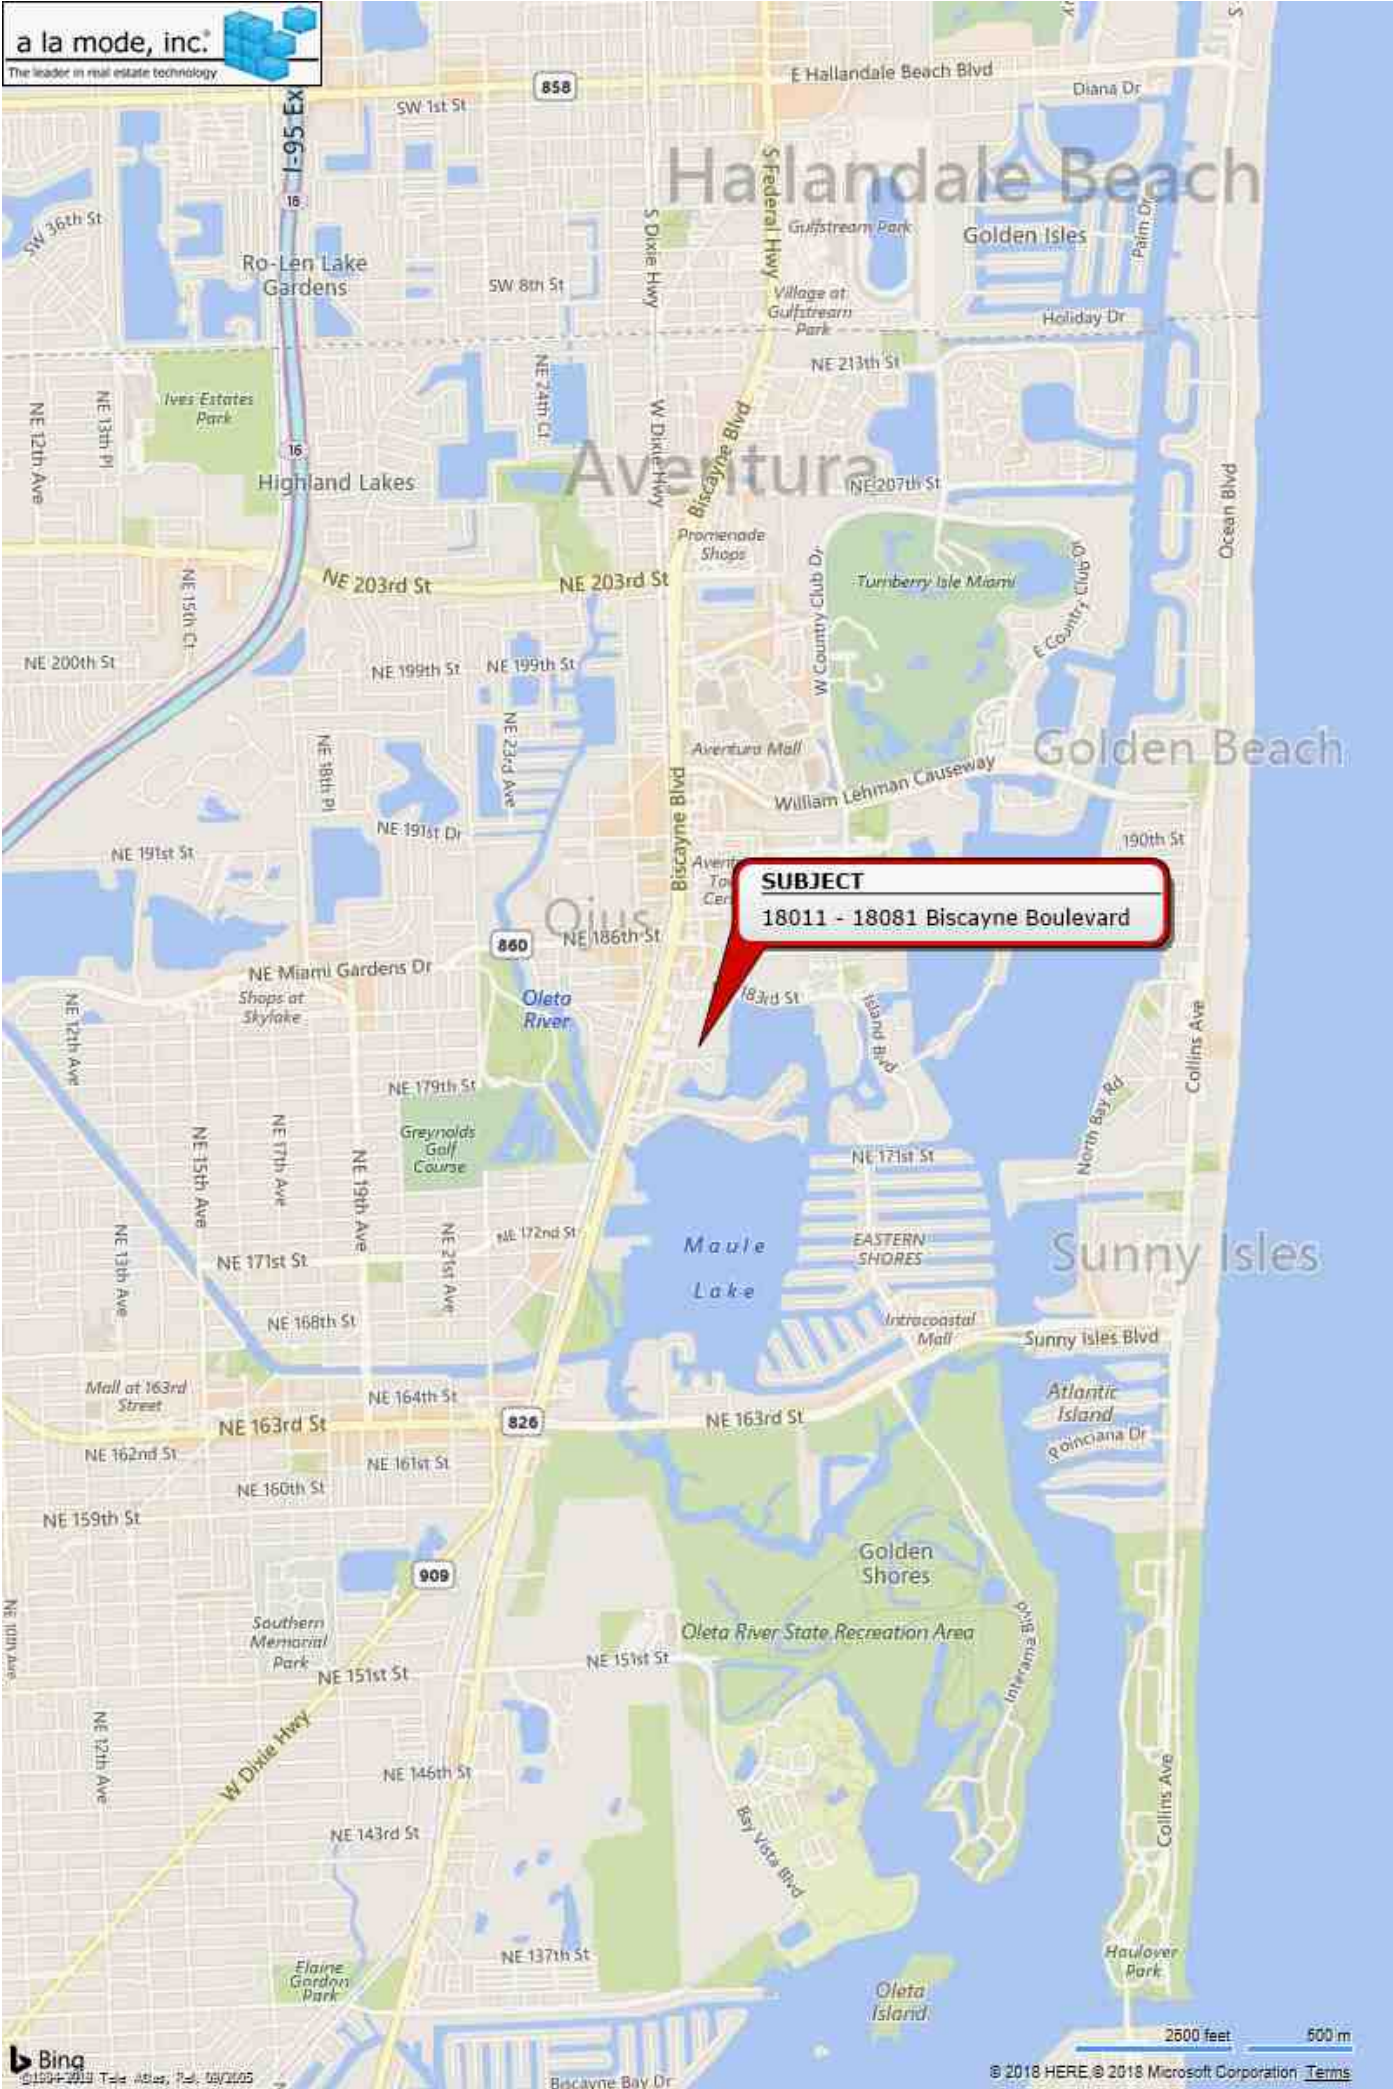 a la mode, inc.
The leader in real estate technology
858
E Hallandale Beach Blvd
Diana Dr
SW 1st St
I-95 Ex
S Federal Hwy
Hallandale Beach
16
SW 36th St
S Dixie Hwy
Gulfstream Park
Golden Isles
Palm Dr
Ro-Len Lake
Gardens
SW 8th St
Village at
Gulfstream
Park
Holiday Dr
NE 213th St
NE 24th Ct
Ives Estates
Park
NE 12th Ave
NE 13th Pl
W Dixie Hwy
Biscayne Blvd
16
Highland Lakes
Aventura
NE 207th St
Ocean Blvd
Promenade
Shops
NE 203rd St
NE 203rd St
W Country Club Dr
Turnberry Isle Miami
E Country Club Dr
NE 15th Ct
NE 200th St
NE 199th St
NE 199th St
NE 18th Pl
NE 23rd Ave
Aventura Mall
Golden Beach
William Lehman Causeway
Biscayne Blvd
NE 191st Dr
NE 191st St
190th St
SUBJECT
18011 - 18081 Biscayne Boulevard
Ojus
NE 186th St
860
NE Miami Gardens Dr
Shops at
Skylake
Oleta
River
183rd St
Island Blvd
NE 12th Ave
Collins Ave
NE 179th St
North Bay Rd
Greynolds
Golf
Course
NE 15th Ave
NE 17th Ave
NE 19th Ave
NE 171st St
NE 172nd St
NE 13th Ave
NE 21st Ave
Maule
Lake
EASTERN
SHORES
Sunny Isles
NE 171st St
NE 168th St
Intracoastal
Mall
Sunny Isles Blvd
Mall at 163rd
Street
NE 164th St
Atlantic
Island
NE 163rd St
826
NE 163rd St
Poinciana Dr
NE 162nd St
NE 161st St
NE 160th St
NE 159th St
Golden
Shores
909
NE 10th Ave
Southern
Memorial
Park
Oleta River State Recreation Area
Interama Blvd
NE 151st St
NE 151st St
NE 12th Ave
W Dixie Hwy
NE 146th St
Collins Ave
Bay Vista Blvd
NE 143rd St
NE 137th St
Elaine
Gordon
Park
Haulover
Park
Oleta
Island
2500 feet
500 m
Bing
© 2018 HERE, © 2018 Microsoft Corporation Terms
Biscayne Bay Dr